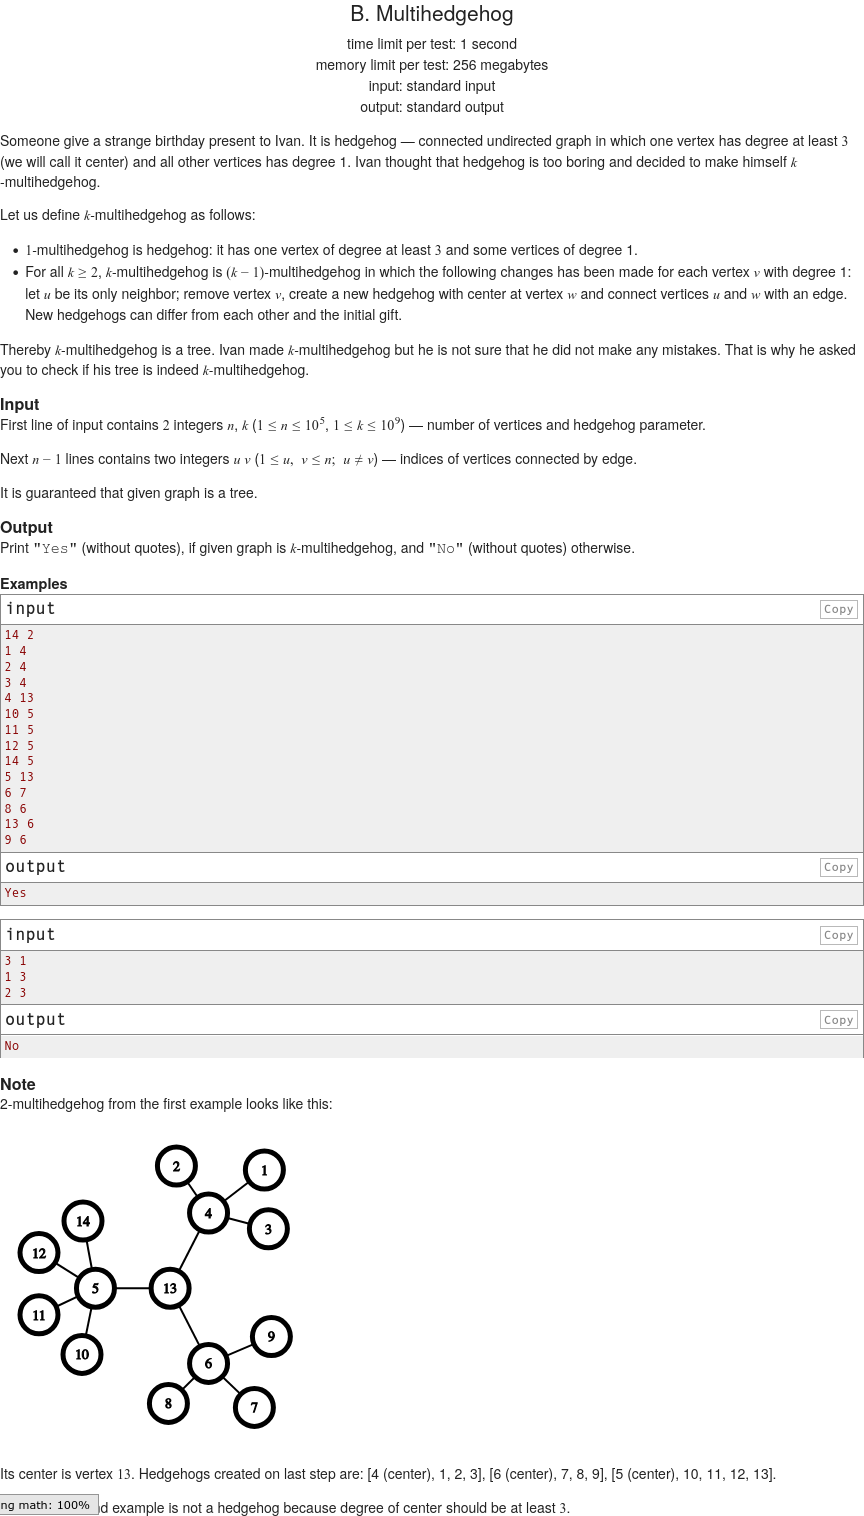 B. Multihedgehog
time limit per test: 1 second
memory limit per test: 256 megabytes
input: standard input
output: standard output
Someone give a strange birthday present to Ivan. It is hedgehog — connected undirected graph in which one vertex has degree at least 3
(we will call it center) and all other vertices has degree 1. Ivan thought that hedgehog is too boring and decided to make himself k
-multihedgehog.
Let us define k-multihedgehog as follows:
• 1-multihedgehog is hedgehog: it has one vertex of degree at least 3 and some vertices of degree 1.
• For all k ≥ 2, k-multihedgehog is (k − 1)-multihedgehog in which the following changes has been made for each vertex v with degree 1:
let u be its only neighbor; remove vertex v, create a new hedgehog with center at vertex w and connect vertices u and w with an edge.
New hedgehogs can differ from each other and the initial gift.
Thereby k-multihedgehog is a tree. Ivan made k-multihedgehog but he is not sure that he did not make any mistakes. That is why he asked
you to check if his tree is indeed k-multihedgehog.
Input
First line of input contains 2 integers n, k (1 ≤ n ≤ 10⁵, 1 ≤ k ≤ 10⁹) — number of vertices and hedgehog parameter.
Next n − 1 lines contains two integers u v (1 ≤ u, v ≤ n; u ≠ v) — indices of vertices connected by edge.
It is guaranteed that given graph is a tree.
Output
Print "Yes" (without quotes), if given graph is k-multihedgehog, and "No" (without quotes) otherwise.
Examples
input Copy
14 2
1 4
2 4
3 4
4 13
10 5
11 5
12 5
14 5
5 13
6 7
8 6
13 6
9 6
output Copy
Yes
input Copy
3 1
1 3
2 3
output Copy
No
Note
2-multihedgehog from the first example looks like this:
2 1
4
14 3
12
5 13
11
9
10 6
8 7
Its center is vertex 13. Hedgehogs created on last step are: [4 (center), 1, 2, 3], [6 (center), 7, 8, 9], [5 (center), 10, 11, 12, 13].
ng math: 100% d example is not a hedgehog because degree of center should be at least 3.